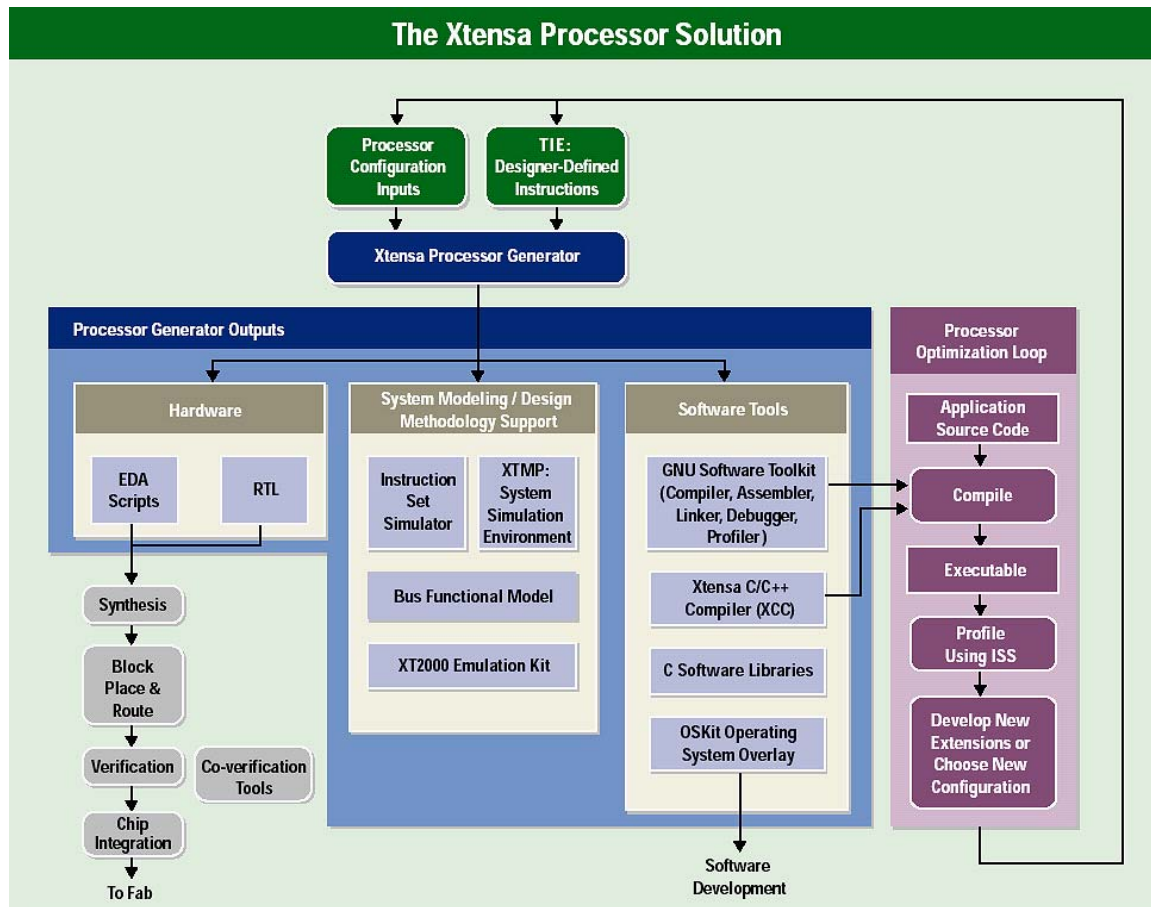 The Xtensa Processor Solution
Processor
Configuration
Inputs
TIE:
Designer-Defined
Instructions
Xtensa Processor Generator
Processor Generator Outputs
Hardware
EDA
Scripts
RTL
System Modeling / Design
Methodology Support
Instruction
Set
Simulator
XTMP:
System
Simulation
Environment
Bus Functional Model
XT2000 Emulation Kit
Software Tools
GNU Software Toolkit
(Compiler, Assembler,
Linker, Debugger,
Profiler)
Xtensa C/C++
Compiler (XCC)
C Software Libraries
OSKit Operating
System Overlay
Software
Development
Processor
Optimization Loop
Application
Source Code
Compile
Executable
Profile
Using ISS
Develop New
Extensions or
Choose New
Configuration
Synthesis
Block
Place &
Route
Verification
Co-verification
Tools
Chip
Integration
To Fab